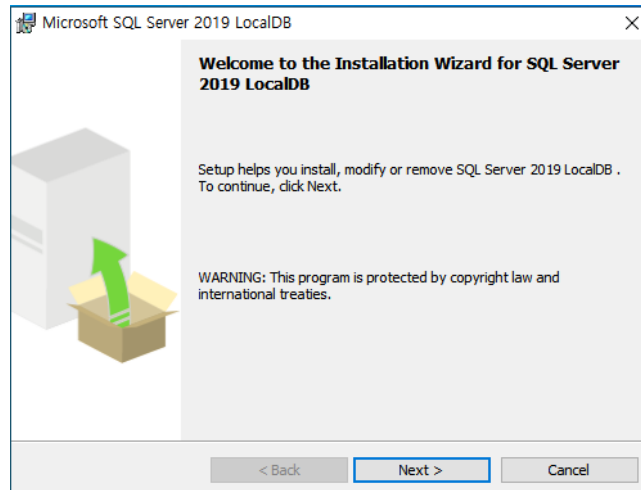 Microsoft SQL Server 2019 LocalDB
Welcome to the Installation Wizard for SQL Server
2019 LocalDB
Setup helps you install, modify or remove SQL Server 2019 LocalDB .
To continue, click Next.
WARNING: This program is protected by copyright law and
international treaties.
< Back
Next >
Cancel